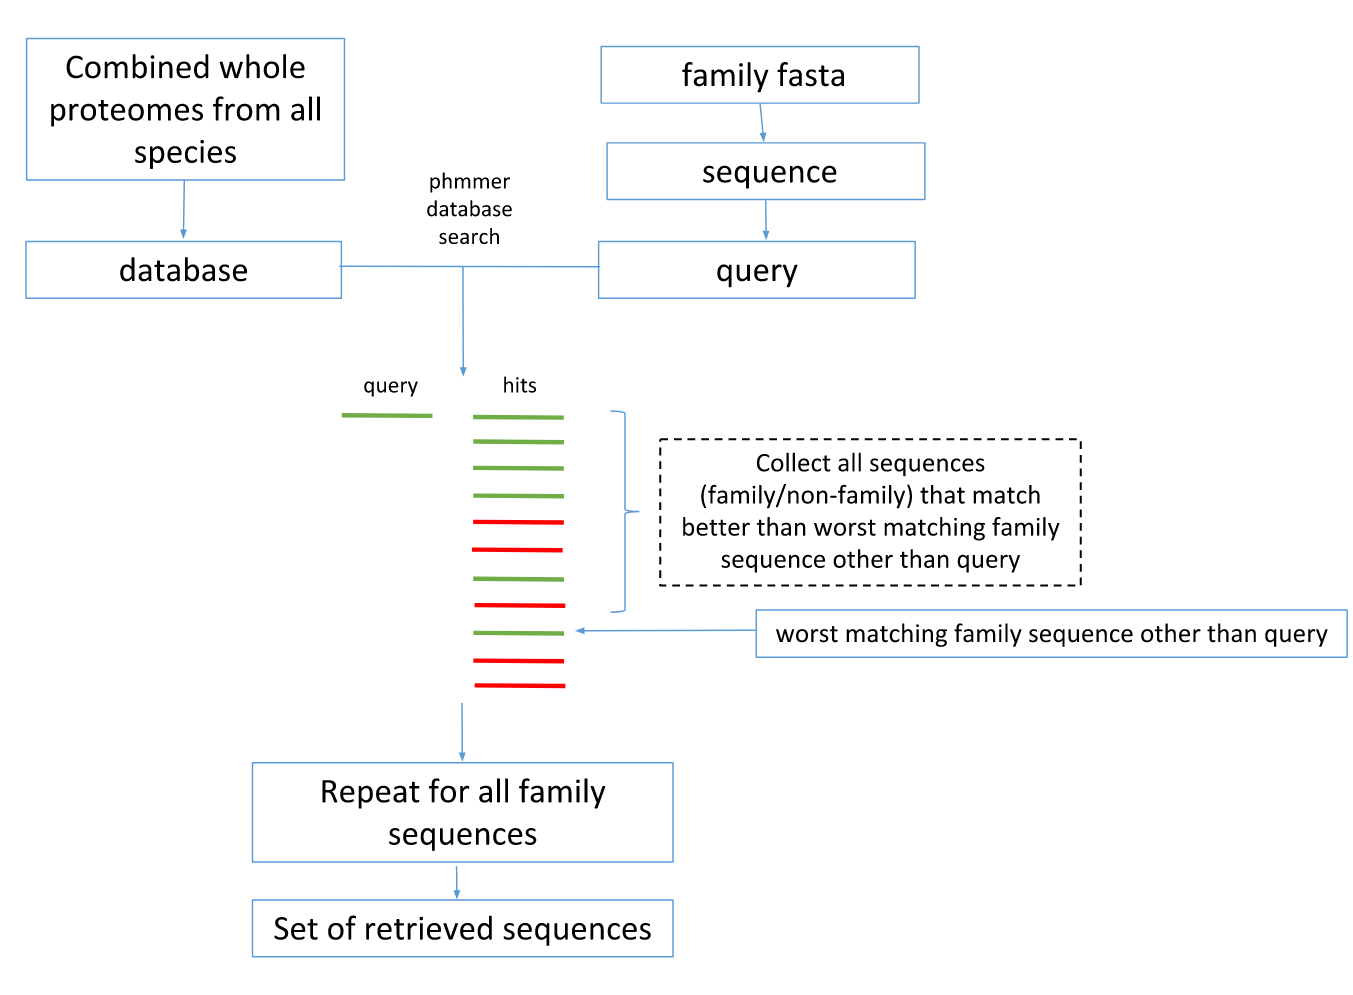 Combined whole
proteomes from all
species
family fasta
sequence
phmmer
database
search
database
query
query
hits
Collect all sequences
(family/non-family) that match
better than worst matching family
sequence other than query
worst matching family sequence other than query
Repeat for all family
sequences
Set of retrieved sequences